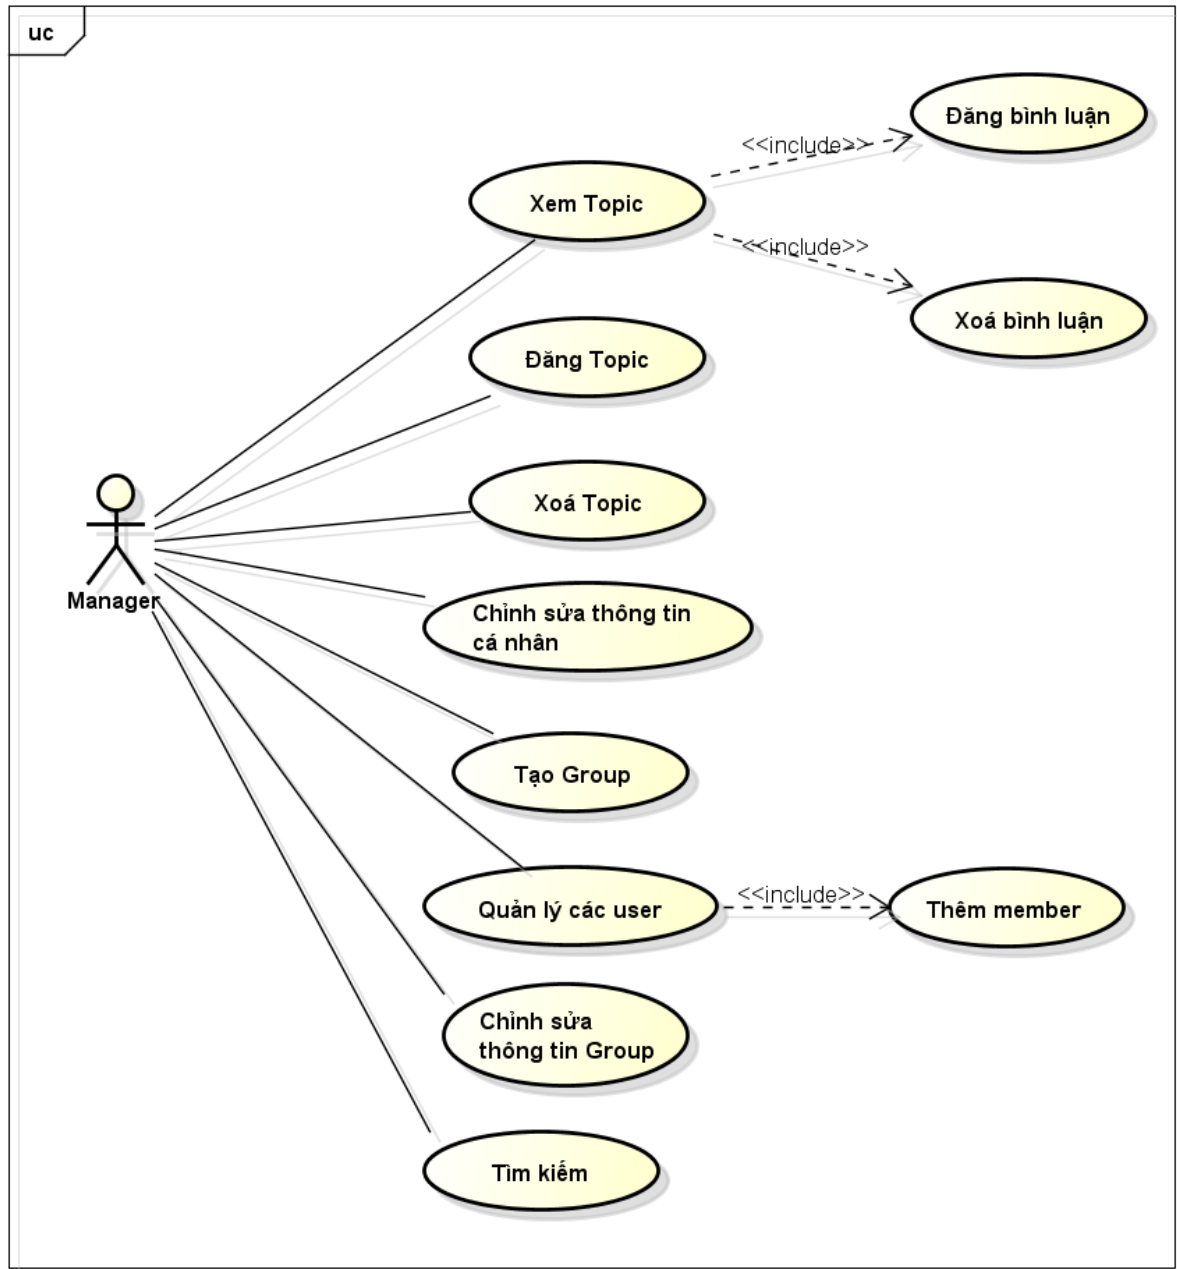 uc
Đăng bình luận
<<include>>
Xem Topic
<<include>>
Xoá bình luận
Đăng Topic
Xoá Topic
Manager
Chỉnh sửa thông tin
cá nhân
Tạo Group
Quản lý các user
<<include>>
Thêm member
Chỉnh sửa
thông tin Group
Tìm kiếm